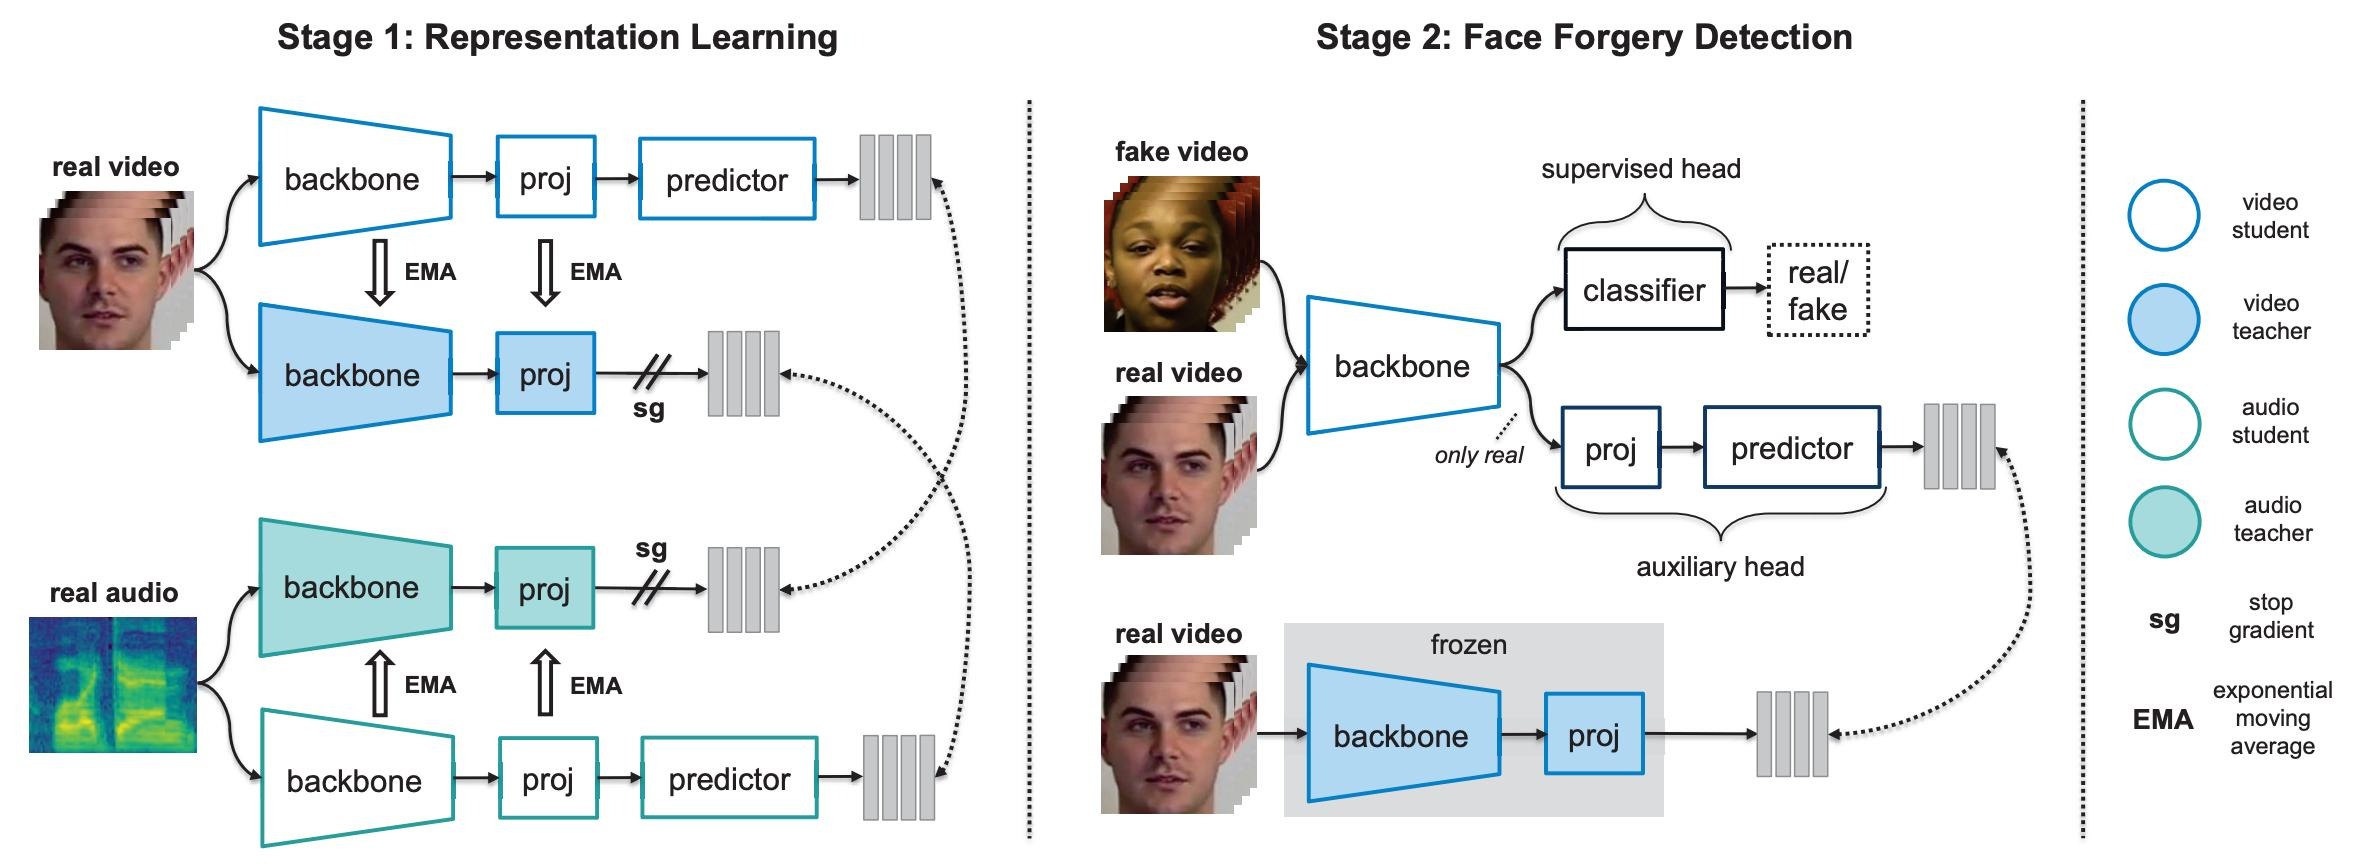 Stage 1: Representation Learning
real video
backbone
proj
predictor
EMA
EMA
backbone
proj
sg
real audio
backbone
proj
sg
EMA
EMA
backbone
proj
predictor
Stage 2: Face Forgery Detection
fake video
real video
backbone
supervised head
classifier
real/
fake
only real
proj
predictor
auxiliary head
real video
frozen
backbone
proj
video
student
video
teacher
audio
student
audio
teacher
sg
stop
gradient
EMA
exponential
moving
average